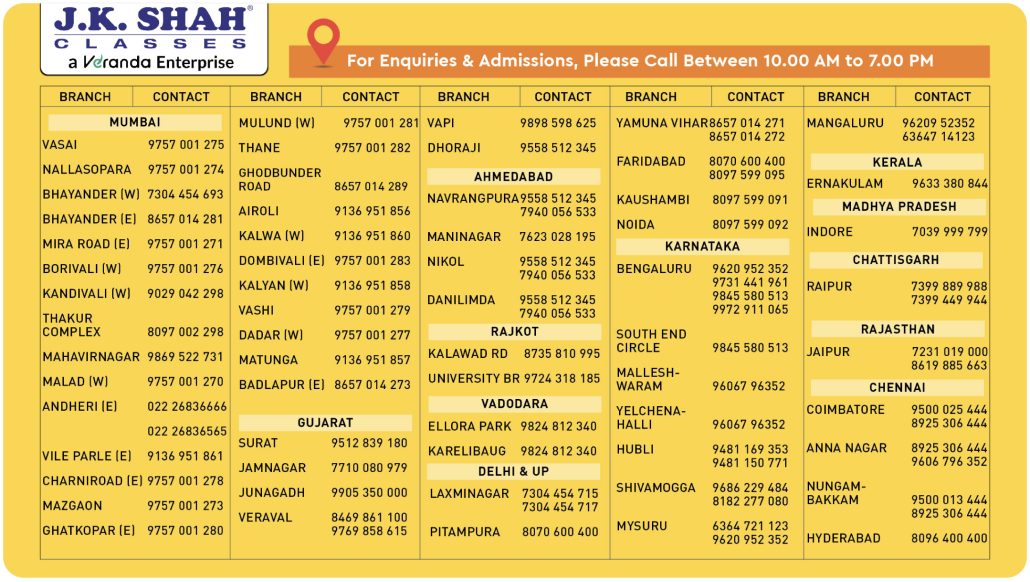 J.K. SHAH®
CLASSES
a Veranda Enterprise
For Enquiries & Admissions, Please Call Between 10.00 AM to 7.00 PM
BRANCH CONTACT
MUMBAI
VASAI 9757 001 275
NALLASOPARA 9757 001 274
BHAYANDER (W) 7304 454 693
BHAYANDER (E) 8657 014 281
MIRA ROAD (E) 9757 001 271
BORIVALI (W) 9757 001 276
KANDIVALI (W) 9029 042 298
THAKUR
COMPLEX 8097 002 298
MAHAVIRNAGAR 9869 522 731
MALAD (W) 9757 001 270
ANDHERI (E) 022 26836666
022 26836565
VILE PARLE (E) 9136 951 861
CHARNIROAD (E) 9757 001 278
MAZGAON 9757 001 273
GHATKOPAR (E) 9757 001 280
BRANCH CONTACT
MULUND (W) 9757 001 281
THANE 9757 001 282
GHODBUNDER
ROAD 8657 014 289
AIROLI 9136 951 856
KALWA (W) 9136 951 860
DOMBIVALI (E) 9757 001 283
KALYAN (W) 9136 951 858
VASHI 9757 001 279
DADAR (W) 9757 001 277
MATUNGA 9136 951 857
BADLAPUR (E) 8657 014 273
GUJARAT
SURAT 9512 839 180
JAMNAGAR 7710 080 979
JUNAGADH 9905 350 000
VERAVAL 8469 861 100
9769 858 615
BRANCH CONTACT
VAPI 9898 598 625
DHORAJI 9558 512 345
AHMEDABAD
NAVRANGPURA 9558 512 345
7940 056 533
MANINAGAR 7623 028 195
NIKOL 9558 512 345
7940 056 533
DANILIMDA 9558 512 345
7940 056 533
RAJKOT
KALAWAD RD 8735 810 995
UNIVERSITY BR 9724 318 185
VADODARA
ELLORA PARK 9824 812 340
KARELIBAUG 9824 812 340
DELHI & UP
LAXMINAGAR 7304 454 715
7304 454 717
PITAMPURA 8070 600 400
BRANCH CONTACT
YAMUNA VIHAR 8657 014 271
8657 014 272
FARIDABAD 8070 600 400
8097 599 095
KAUSHAMBI 8097 599 091
NOIDA 8097 599 092
KARNATAKA
BENGALURU 9620 952 352
9731 441 961
9845 580 513
9972 911 065
SOUTH END
CIRCLE 9845 580 513
MALLESH-
WARAM 96067 96352
YELCHENA-
HALLI 96067 96352
HUBLI 9481 169 353
9481 150 771
SHIVAMOGGA 9686 229 484
8182 277 080
MYSURU 6364 721 123
9620 952 352
BRANCH CONTACT
MANGALURU 96209 52352
63647 14123
KERALA
ERNAKULAM 9633 380 844
MADHYA PRADESH
INDORE 7039 999 799
CHATTISGARH
RAIPUR 7399 889 988
7399 449 944
RAJASTHAN
JAIPUR 7231 019 000
8619 885 663
CHENNAI
COIMBATORE 9500 025 444
8925 306 444
ANNA NAGAR 8925 306 444
9606 796 352
NUNGAM-
BAKKAM 9500 013 444
8925 306 444
HYDERABAD 8096 400 400